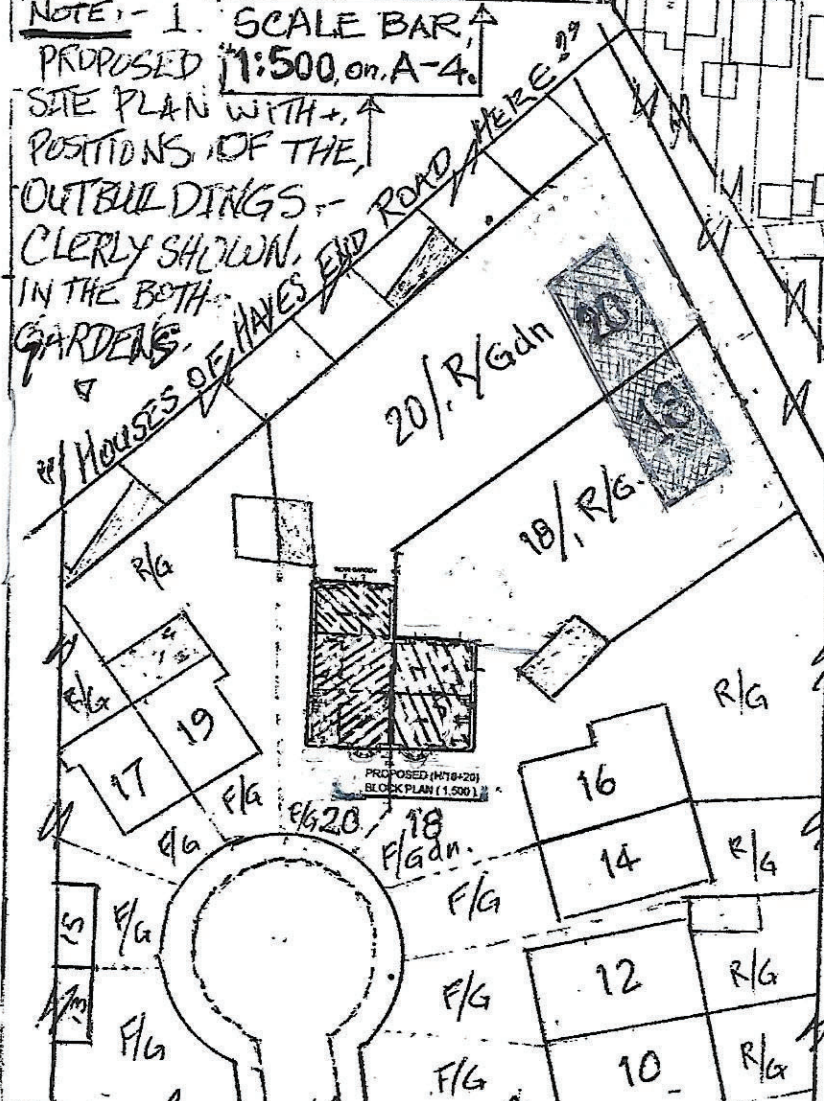 NOTE:- 1. SCALE BAR,
PROPOSED 1:500, on, A-4.
SITE PLAN WITH,
POSITIONS, OF THE,
OUTBUILDINGS,-
CLERLY SHOWN.
IN THE BOTH
GARDENS.
"HOUSES OF HAYES END ROAD HERE"
20
18
20/, R/Gdn
18/, R/G.
R/G
R/G
R/G
19
17
16
14
12
10
PROPOSED (H/18+20)
BLOCK PLAN (1.500)
F/G
F/G
F/G 20
18
F/Gdn.
F/G
F/G
F/G
F/G
F/G
R/G
R/G
R/G
15
13